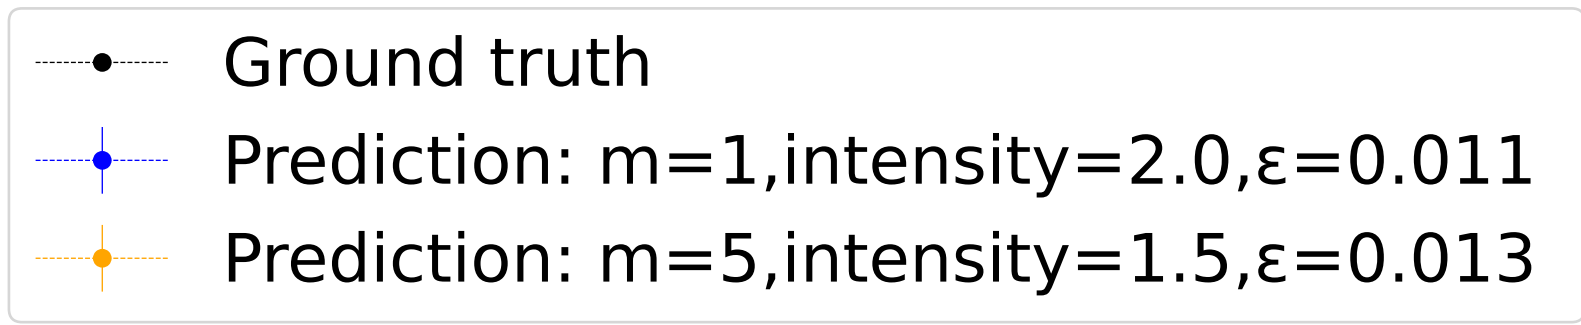 Ground truth
Prediction: m=1,intensity=2.0,ε=0.011
Prediction: m=5,intensity=1.5,ε=0.013